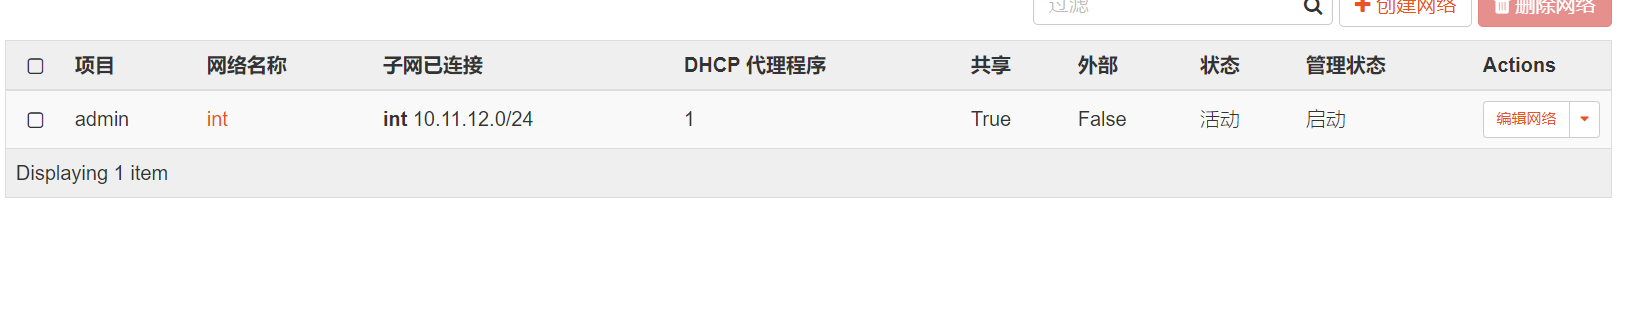 过滤 创建网络 删除网络
项目 网络名称 子网已连接 DHCP 代理程序 共享 外部 状态 管理状态 Actions
admin int int 10.11.12.0/24 1 True False 活动 启动 编辑网络
Displaying 1 item